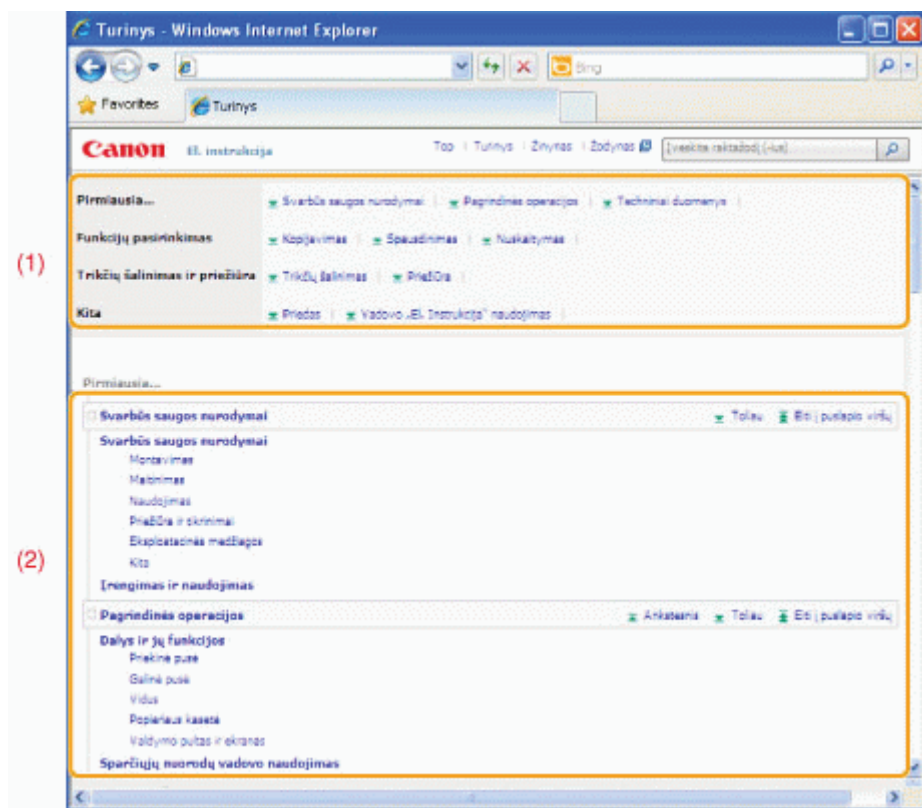 Turinys - Windows Internet Explorer
Bing
Favorites Turinys
Canon El. instrukcija Top Turinys Žinynas Žodynas Įveskite raktažodį (-ius)
(1)
Pirmiausia... Svarbūs saugos nurodymai Pagrindinės operacijos Techniniai duomenys
Funkcijų pasirinkimas Kopijavimas Spausdinimas Nuskaitymas
Trikčių šalinimas ir priežiūra Trikčių šalinimas Priežiūra
Kita Priedas Vadovo „El. Instrukcija" naudojimas
Pirmiausia...
(2)
Svarbūs saugos nurodymai Toliau Eiti į puslapio viršų
Svarbūs saugos nurodymai
Montavimas
Maitinimas
Naudojimas
Priežiūra ir tikrinimai
Eksploatacinės medžiagos
Kita
Įrengimas ir naudojimas
Pagrindinės operacijos Ankstesnis Toliau Eiti į puslapio viršų
Dalys ir jų funkcijos
Priekinė pusė
Galinė pusė
Vidus
Popieriaus kasetė
Valdymo pultas ir ekranas
Sparčiųjų nuorodų vadovo naudojimas